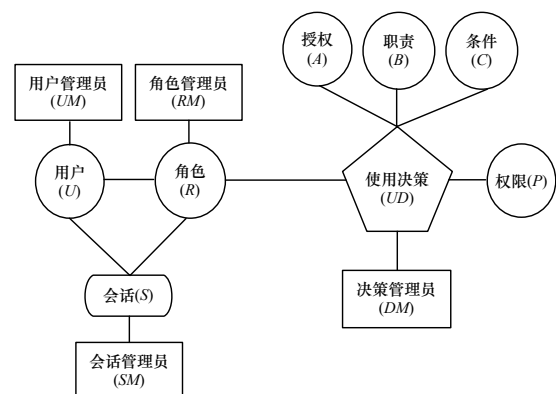 授权
(A)
职责
(B)
条件
(C)
用户管理员
(UM)
角色管理员
(RM)
用户
(U)
角色
(R)
使用决策
(UD)
权限(P)
会话(S)
决策管理员
(DM)
会话管理员
(SM)